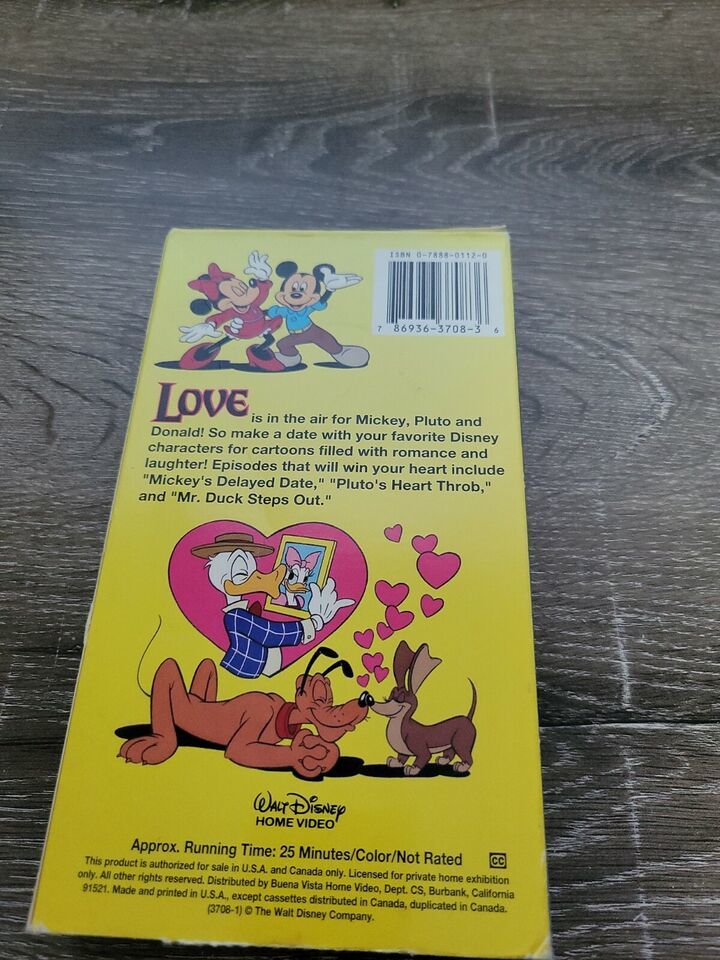 ISBN 0-7888-0112-0
7 86936-3708-3 6
LOVE is in the air for Mickey, Pluto and
Donald! So make a date with your favorite Disney
characters for cartoons filled with romance and
laughter! Episodes that will win your heart include
"Mickey's Delayed Date," "Pluto's Heart Throb,"
and "Mr. Duck Steps Out."
WALT DISNEY
HOME VIDEO
Approx. Running Time: 25 Minutes/Color/Not Rated CC
This product is authorized for sale in U.S.A. and Canada only. Licensed for private home exhibition
only. All other rights reserved. Distributed by Buena Vista Home Video, Dept. CS, Burbank, California
91521. Made and printed in U.S.A., except cassettes distributed in Canada, duplicated in Canada.
(3708-1) © The Walt Disney Company.